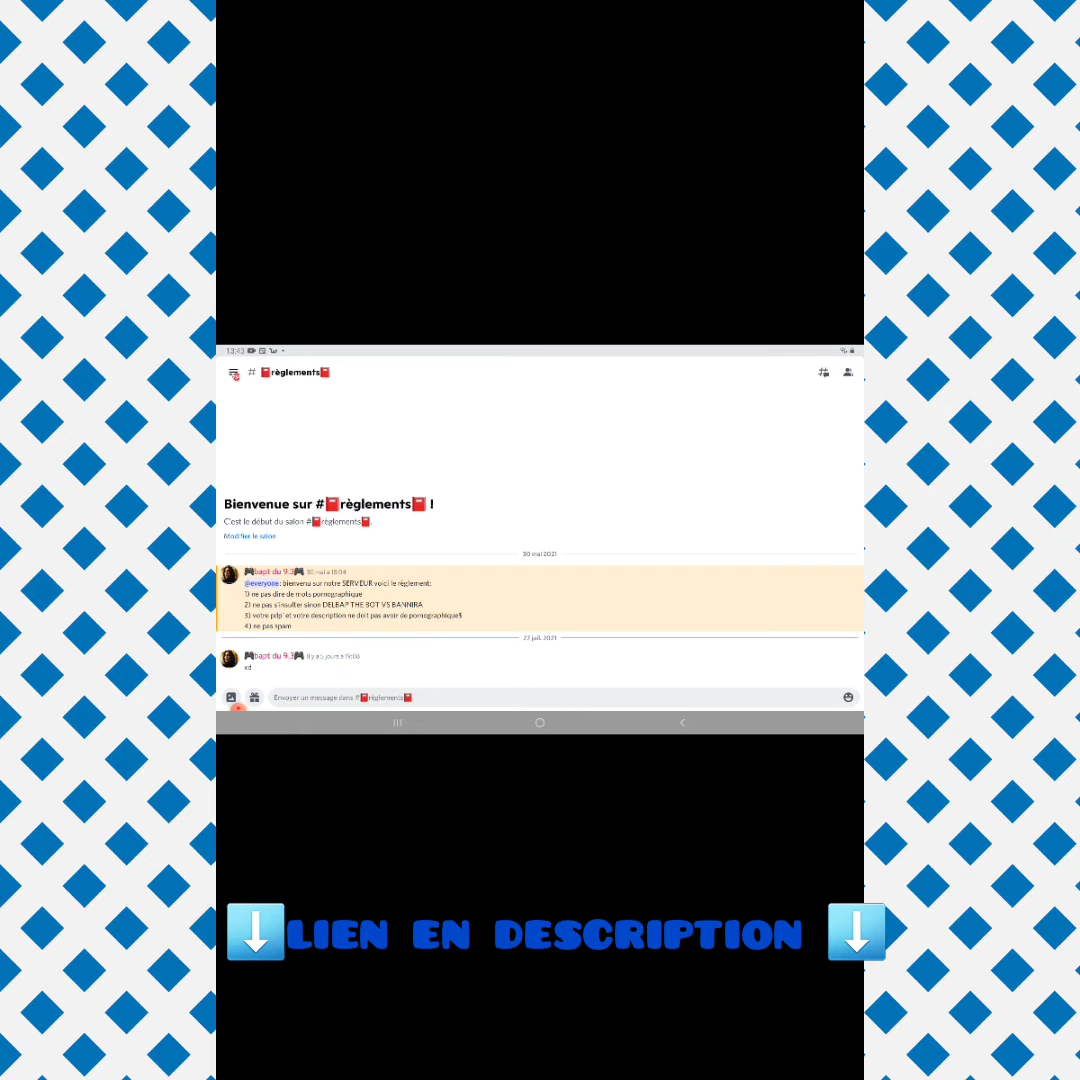 13:43
# 📕règlements📕
Bienvenue sur #📕règlements📕 !
C'est le début du salon #📕règlements📕.
Modifier le salon
30 mai 2021
🎮bapt du 9.3🎮 30 mai à 18:04
@everyone: bienvenu sur notre SERVEUR voici le règlement:
1) ne pas dire de mots pornographique
2) ne pas s'insulter sinon DELBAP THE BOT VS BANNIRA
3) votre pdp et votre description ne doit pas avoir de pornographique$
4) ne pas spam
27 juil. 2021
🎮bapt du 9.3🎮 Il y a 5 jours à 19:08
xd
Envoyer un message dans #📕règlements📕
⬇️LIEN EN DESCRIPTION ⬇️